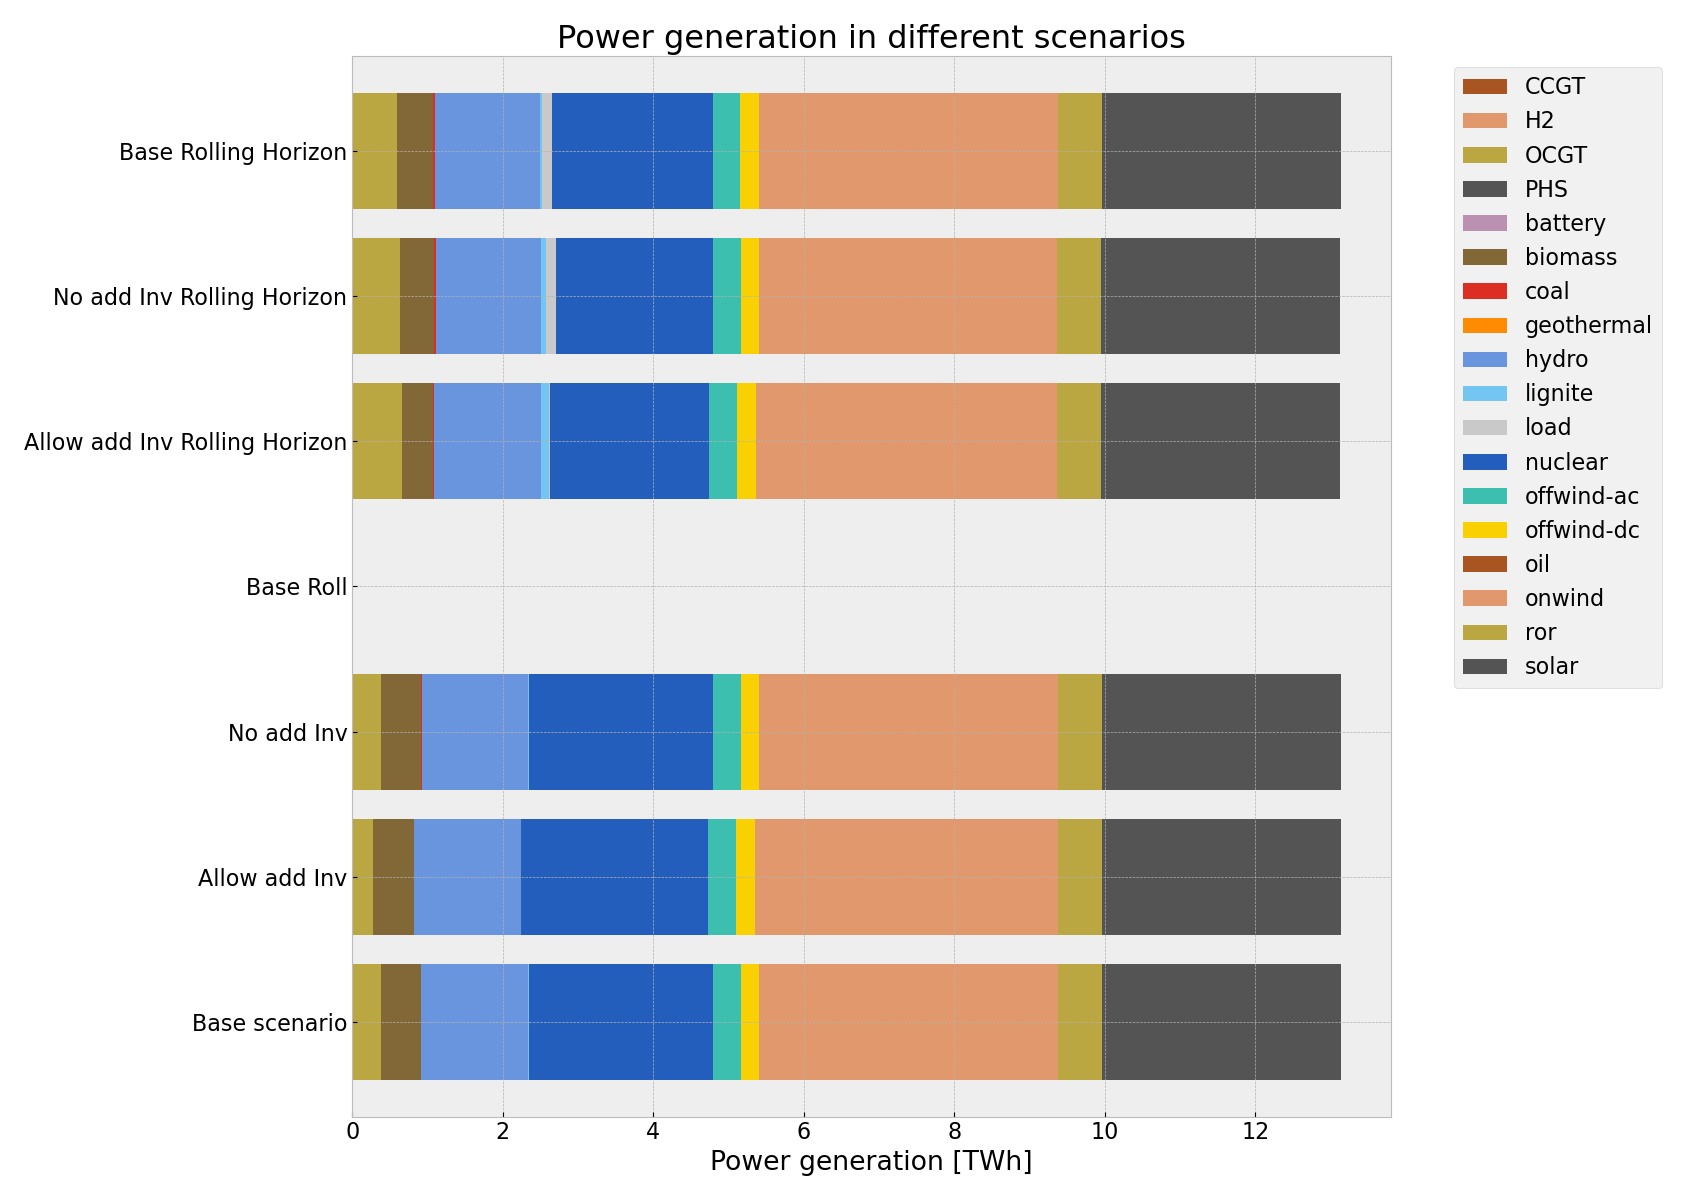 Power generation in different scenarios
Base Rolling Horizon
No add Inv Rolling Horizon
Allow add Inv Rolling Horizon
Base Roll
No add Inv
Allow add Inv
Base scenario
0 2 4 6 8 10 12
Power generation [TWh]
CCGT
H2
OCGT
PHS
battery
biomass
coal
geothermal
hydro
lignite
load
nuclear
offwind-ac
offwind-dc
oil
onwind
ror
solar